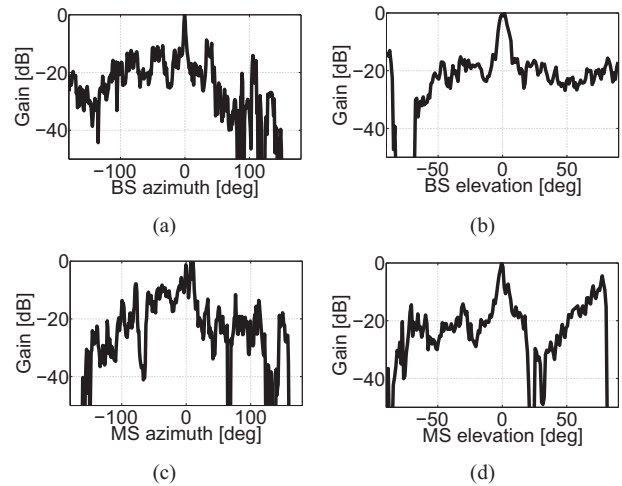 0
−20
−40
Gain [dB]
−100 0 100
BS azimuth [deg]
(a)
0
−20
−40
Gain [dB]
−50 0 50
BS elevation [deg]
(b)
0
−20
−40
Gain [dB]
−100 0 100
MS azimuth [deg]
(c)
0
−20
−40
Gain [dB]
−50 0 50
MS elevation [deg]
(d)